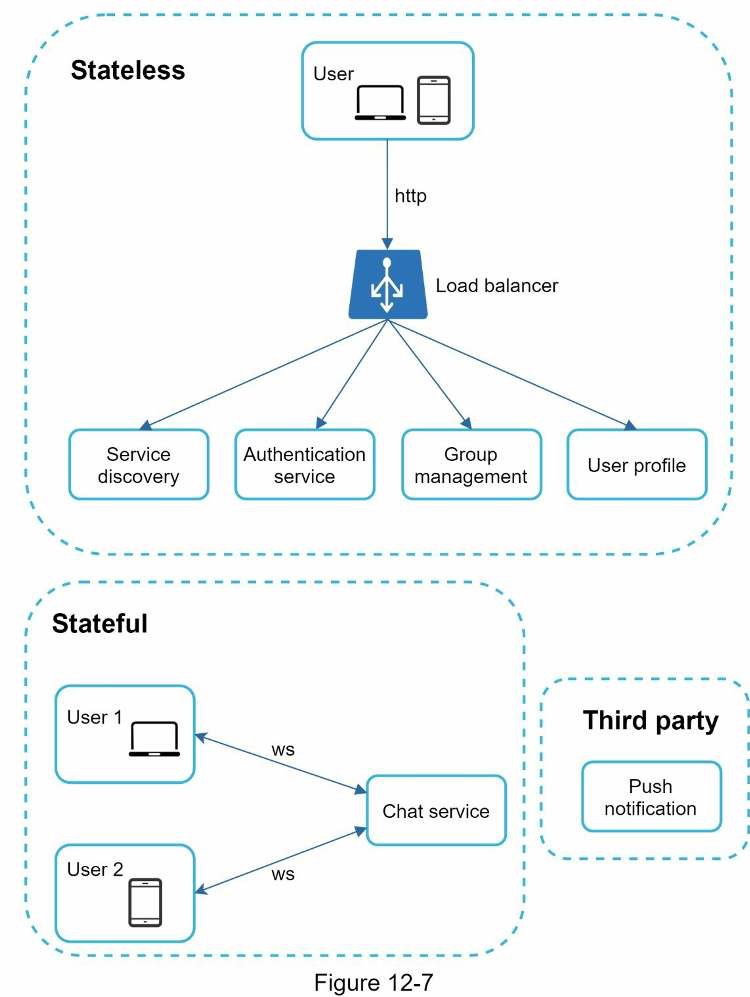 Stateless
User
http
Load balancer
Service
discovery
Authentication
service
Group
management
User profile
Stateful
User 1
ws
Chat service
User 2
ws
Third party
Push
notification
Figure 12-7